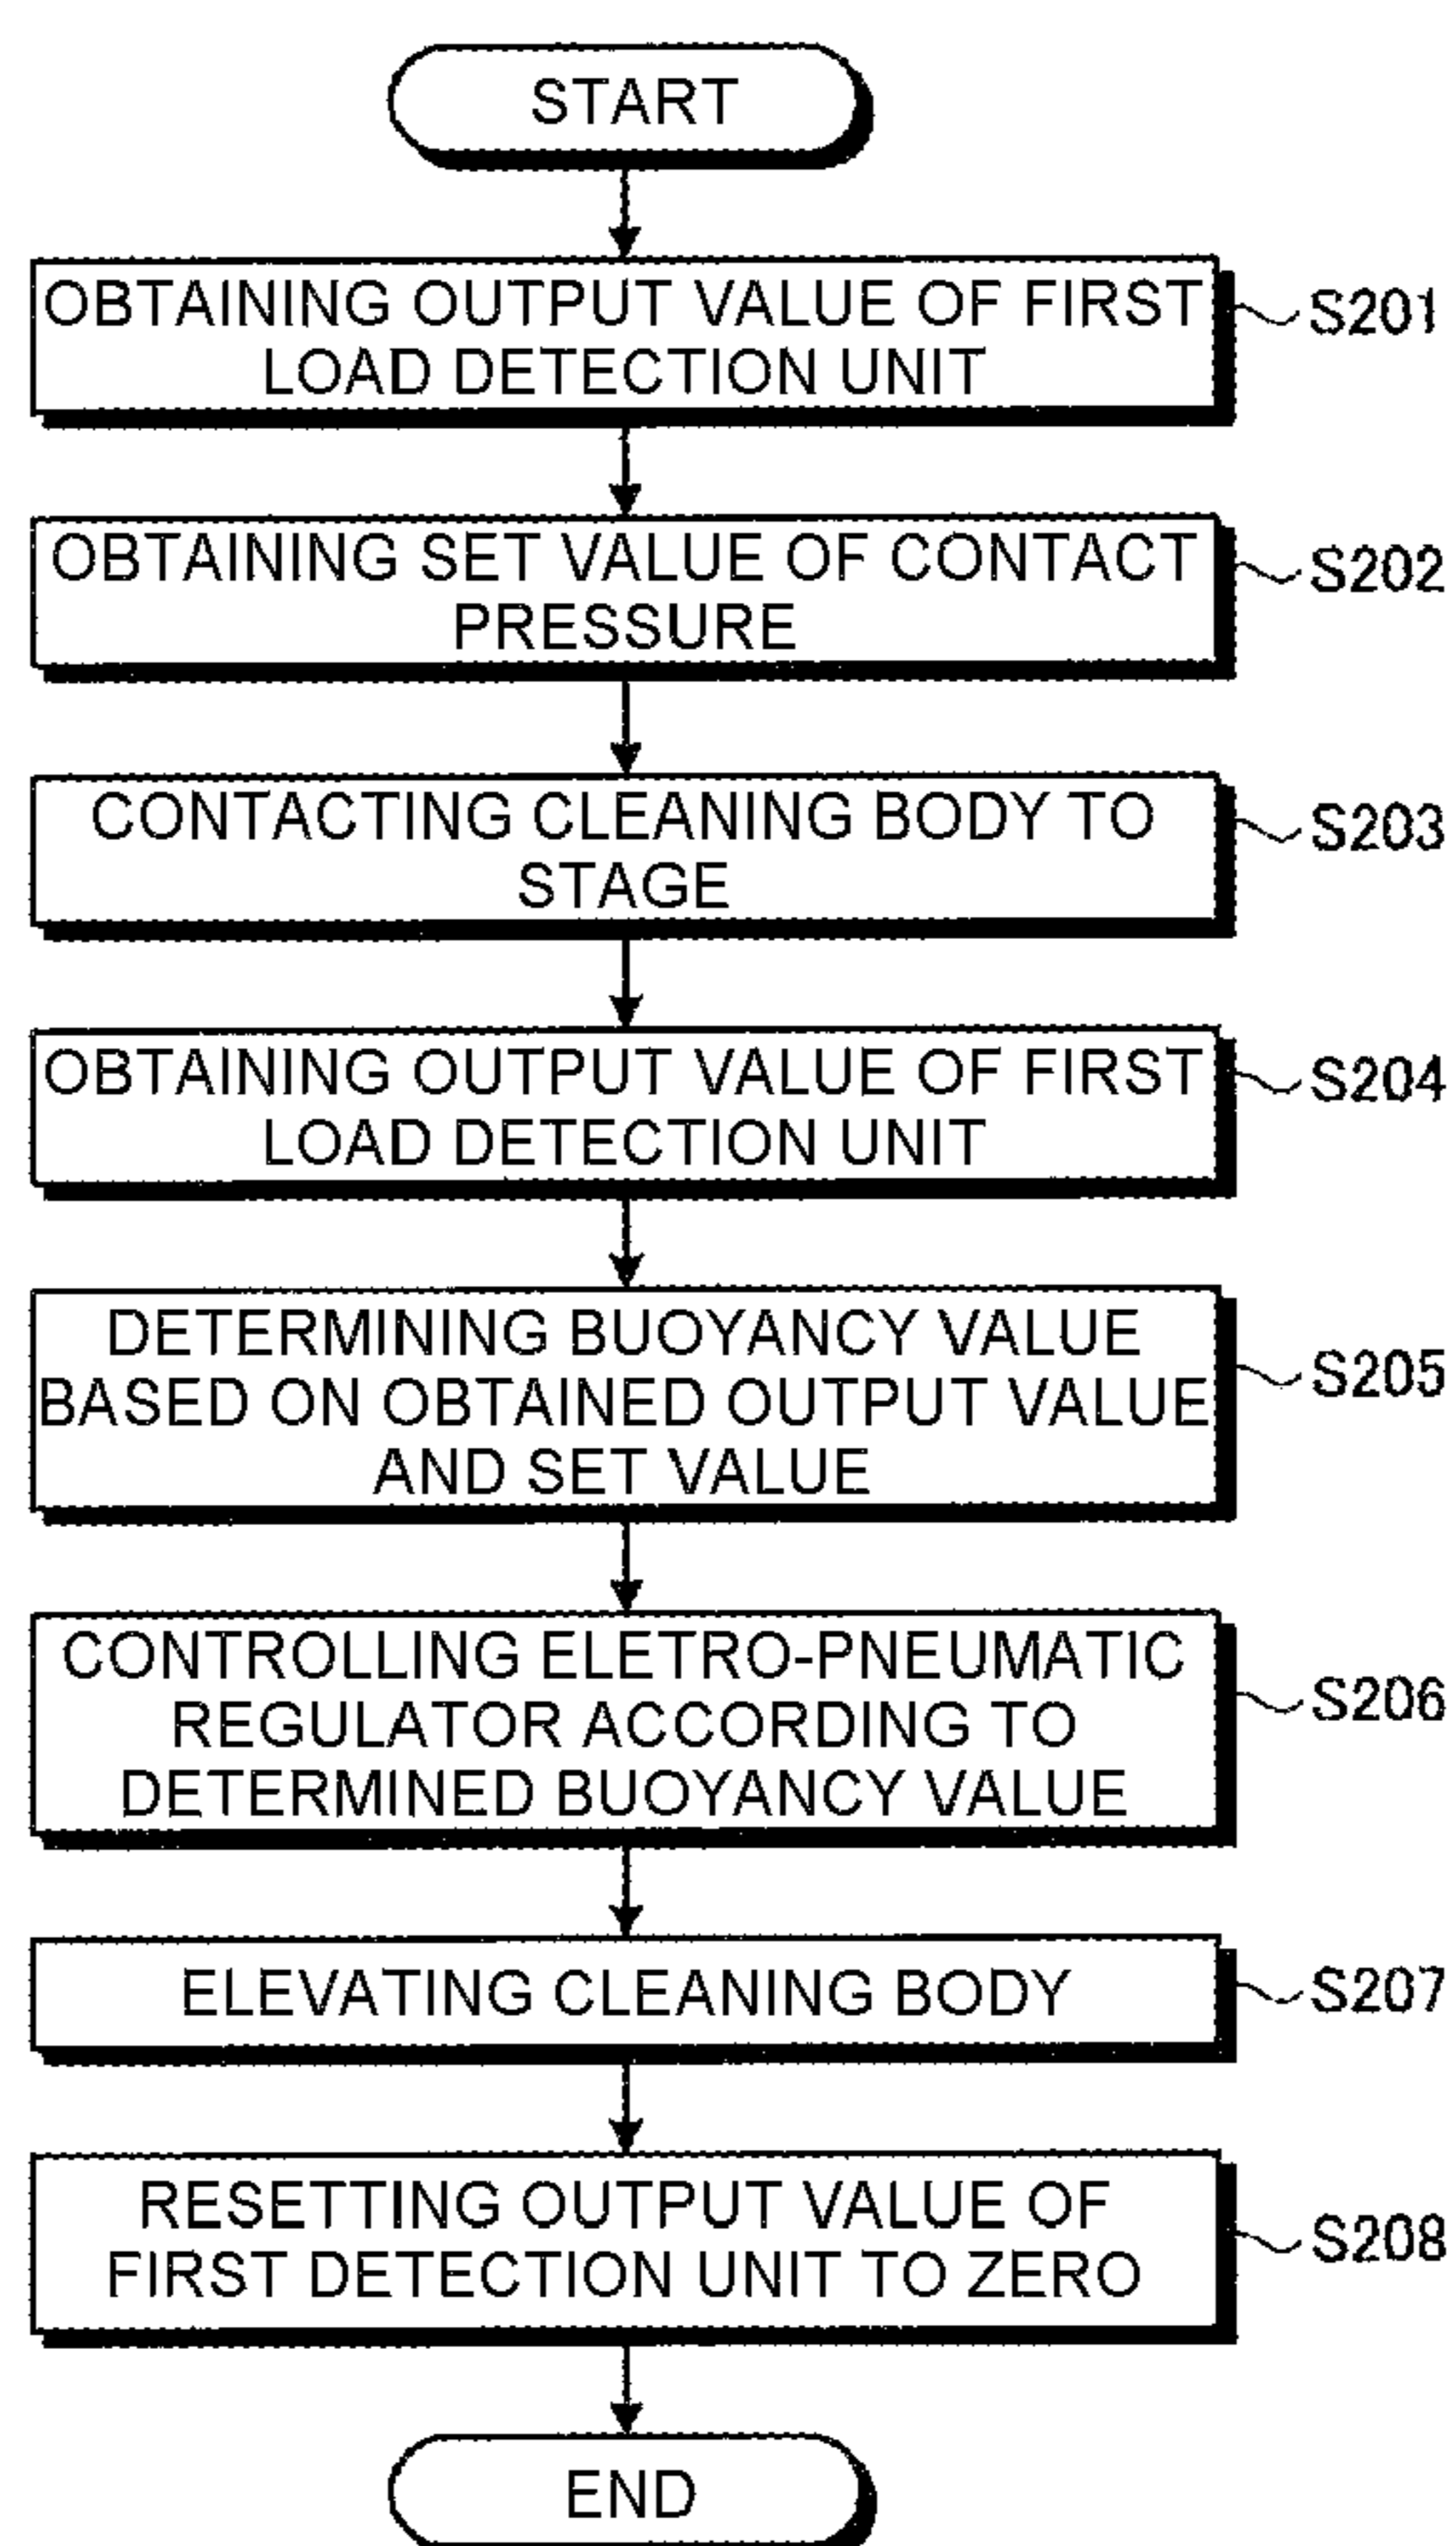 START
OBTAINING OUTPUT VALUE OF FIRST
LOAD DETECTION UNIT
S201
OBTAINING SET VALUE OF CONTACT
PRESSURE
S202
CONTACTING CLEANING BODY TO
STAGE
S203
OBTAINING OUTPUT VALUE OF FIRST
LOAD DETECTION UNIT
S204
DETERMINING BUOYANCY VALUE
BASED ON OBTAINED OUTPUT VALUE
AND SET VALUE
S205
CONTROLLING ELETRO-PNEUMATIC
REGULATOR ACCORDING TO
DETERMINED BUOYANCY VALUE
S206
ELEVATING CLEANING BODY
S207
RESETTING OUTPUT VALUE OF
FIRST DETECTION UNIT TO ZERO
S208
END